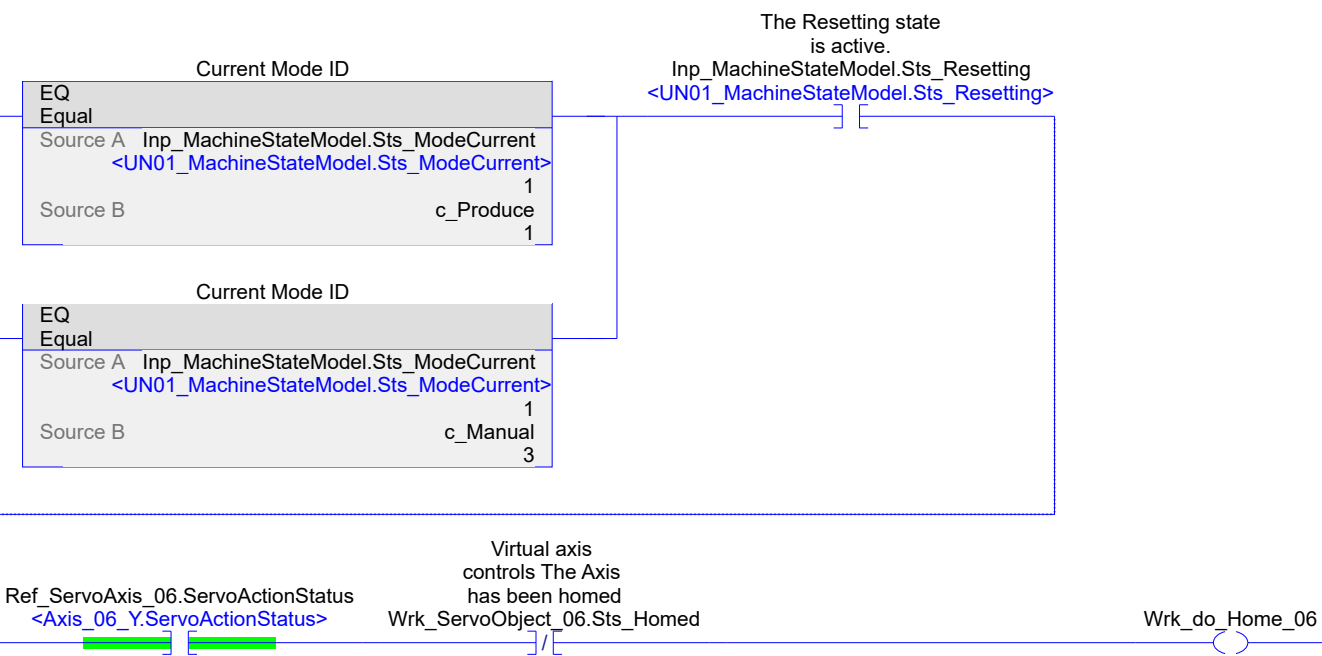 The Resetting state
is active.
Current Mode ID
Inp_MachineStateModel.Sts_Resetting
EQ
<UN01_MachineStateModel.Sts_Resetting>
Equal
Source A Inp_MachineStateModel.Sts_ModeCurrent
<UN01_MachineStateModel.Sts_ModeCurrent>
1
Source B c_Produce
1
Current Mode ID
EQ
Equal
Source A Inp_MachineStateModel.Sts_ModeCurrent
<UN01_MachineStateModel.Sts_ModeCurrent>
1
Source B c_Manual
3
Virtual axis
controls The Axis
has been homed
Ref_ServoAxis_06.ServoActionStatus
<Axis_06_Y.ServoActionStatus>
Wrk_ServoObject_06.Sts_Homed
Wrk_do_Home_06
/